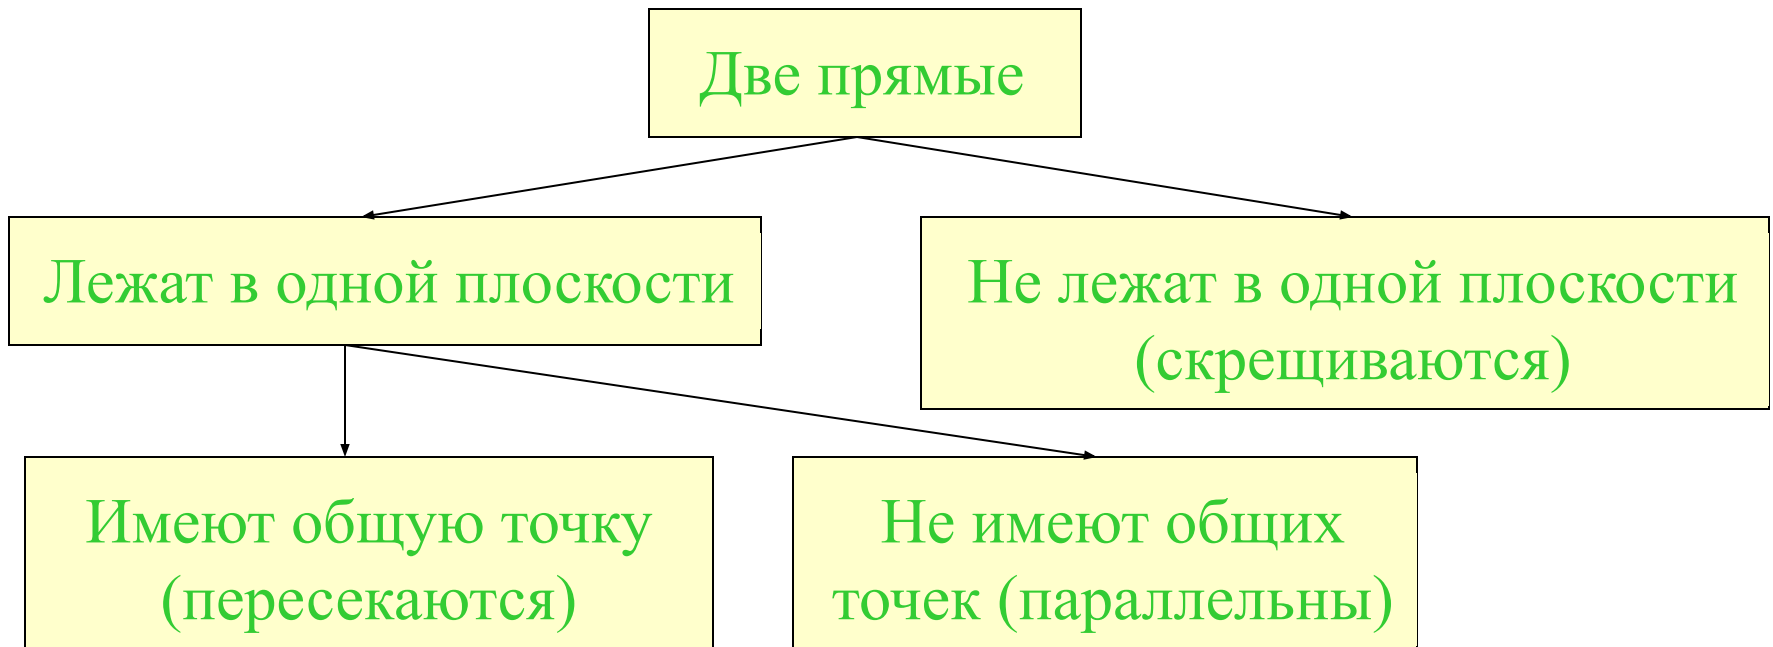 Две прямые
Лежат в одной плоскости
Не лежат в одной плоскости
(скрещиваются)
Имеют общую точку
(пересекаются)
Не имеют общих
точек (параллельны)